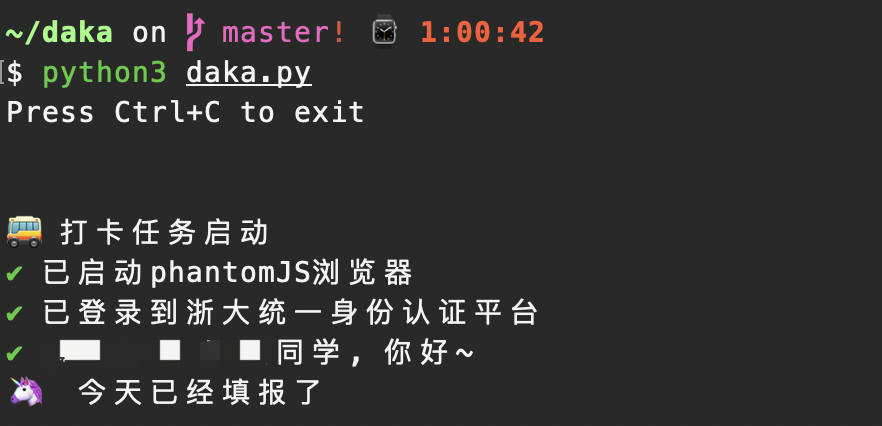 ~/daka on master! ⌚ 1:00:42
$ python3 daka.py
Press Ctrl+C to exit
🚌 打卡任务启动
✔ 已启动phantomJS浏览器
✔ 已登录到浙大统一身份认证平台
✔ 同学, 你好~
🦄 今天已经填报了